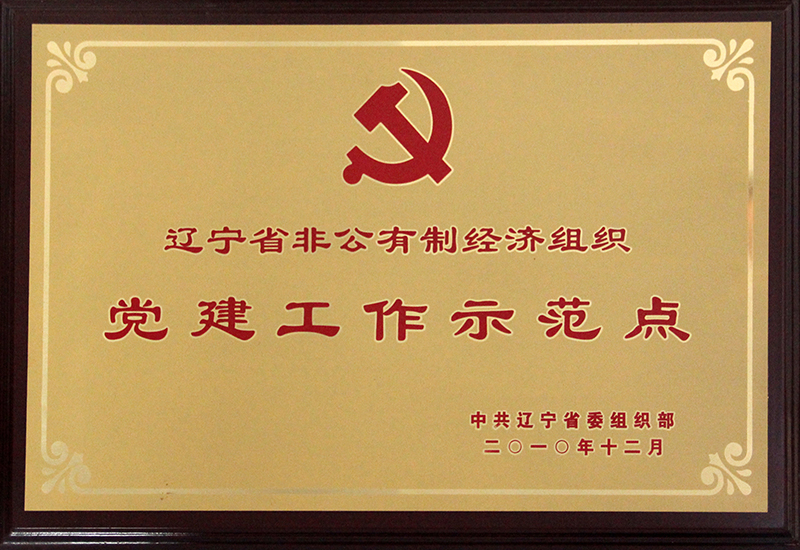 辽宁省非公有制经济组织
党建工作示范点
中共辽宁省委组织部
二〇一〇年十二月